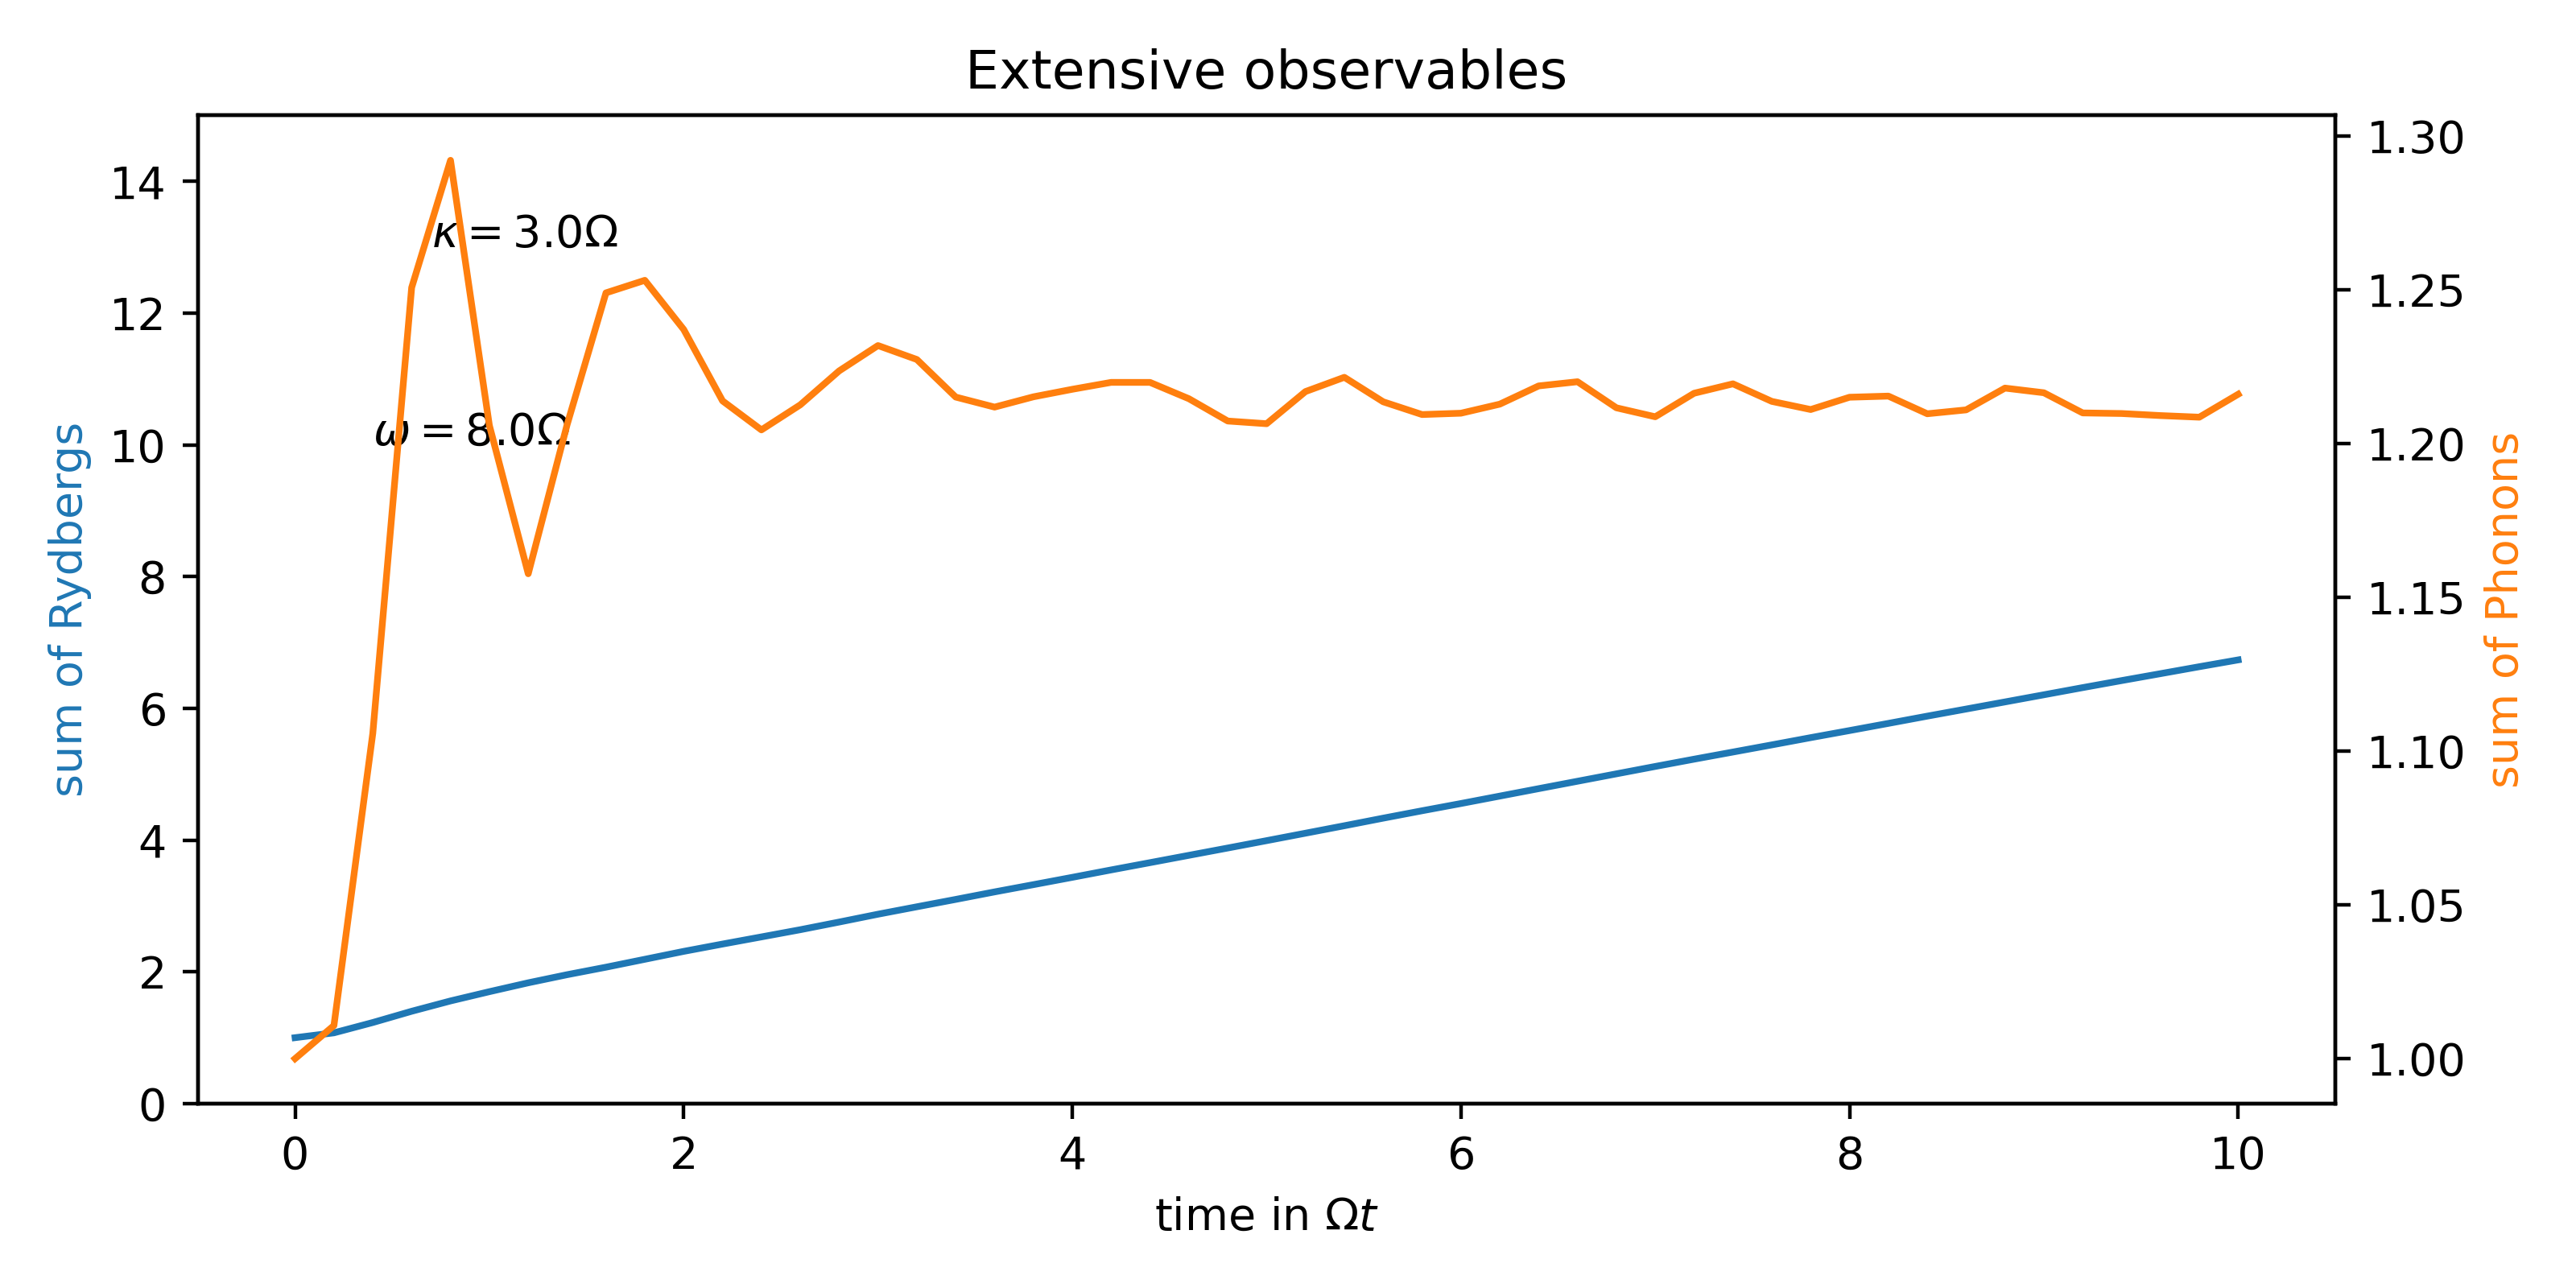 Extensive observables
14
12
10
8
6
4
2
0
sum of Rydbergs
κ = 3.0Ω
ω = 8.0Ω
1.30
1.25
1.20
1.15
1.10
1.05
1.00
sum of Phonons
0 2 4 6 8 10
time in Ωt